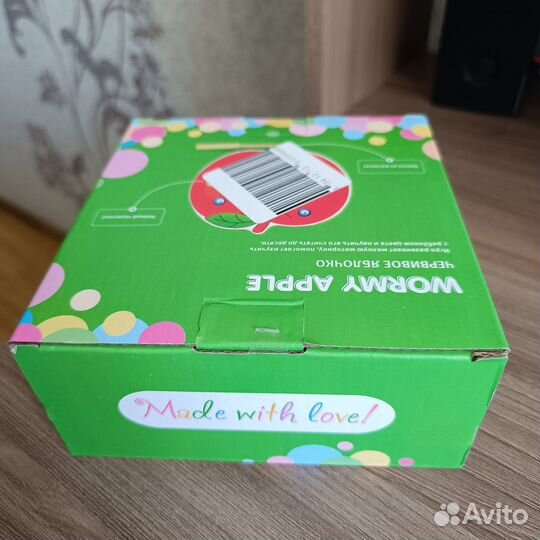 WORMY APPLE
ЧЕРВИВОЕ ЯБЛОЧКО
Игра развивает мелкую моторику, помогает изучить
с ребенком цвета и научить его считать до десяти.
Made with love!
Avito